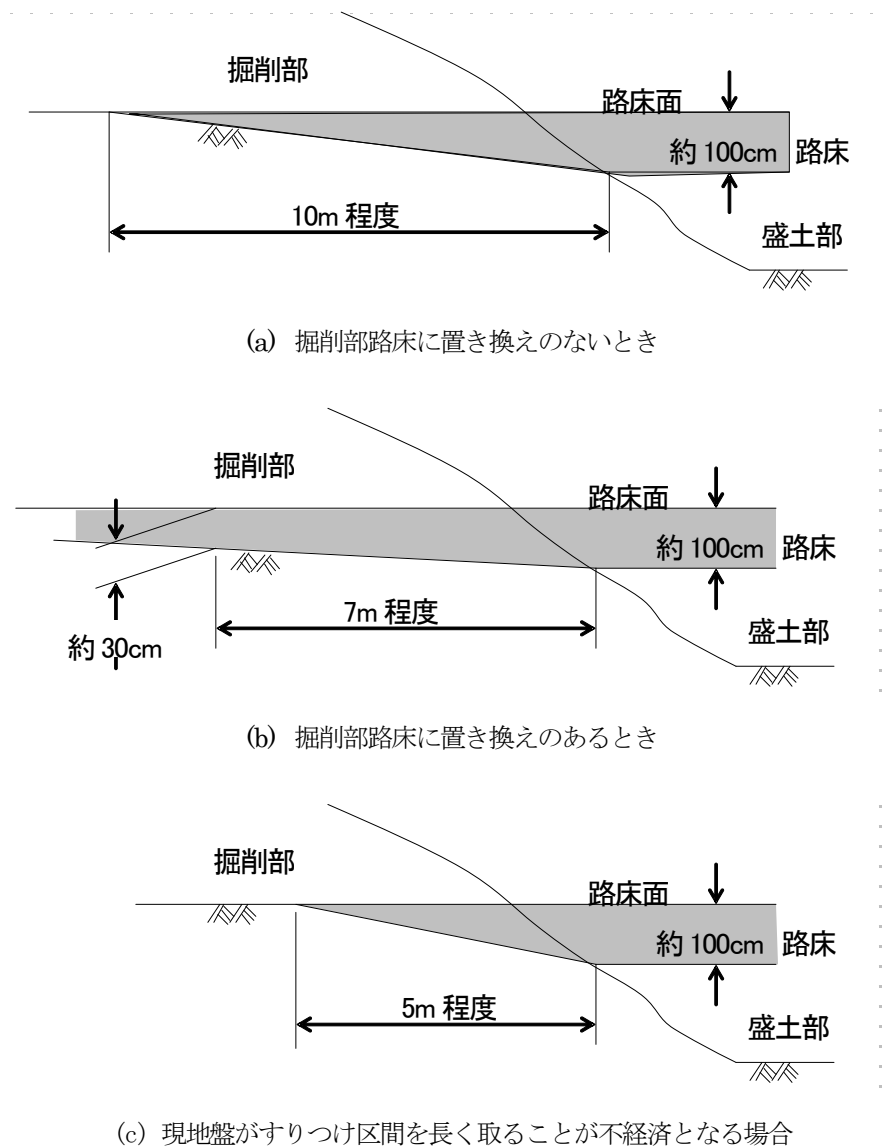 掘削部
路床面
約 100cm 路床
10m 程度
盛土部
(a) 掘削部路床に置き換えのないとき
掘削部
路床面
約 100cm 路床
7m 程度
約 30cm
盛土部
(b) 掘削部路床に置き換えのあるとき
掘削部
路床面
約 100cm 路床
5m 程度
盛土部
(c) 現地盤がすりつけ区間を長く取ることが不経済となる場合